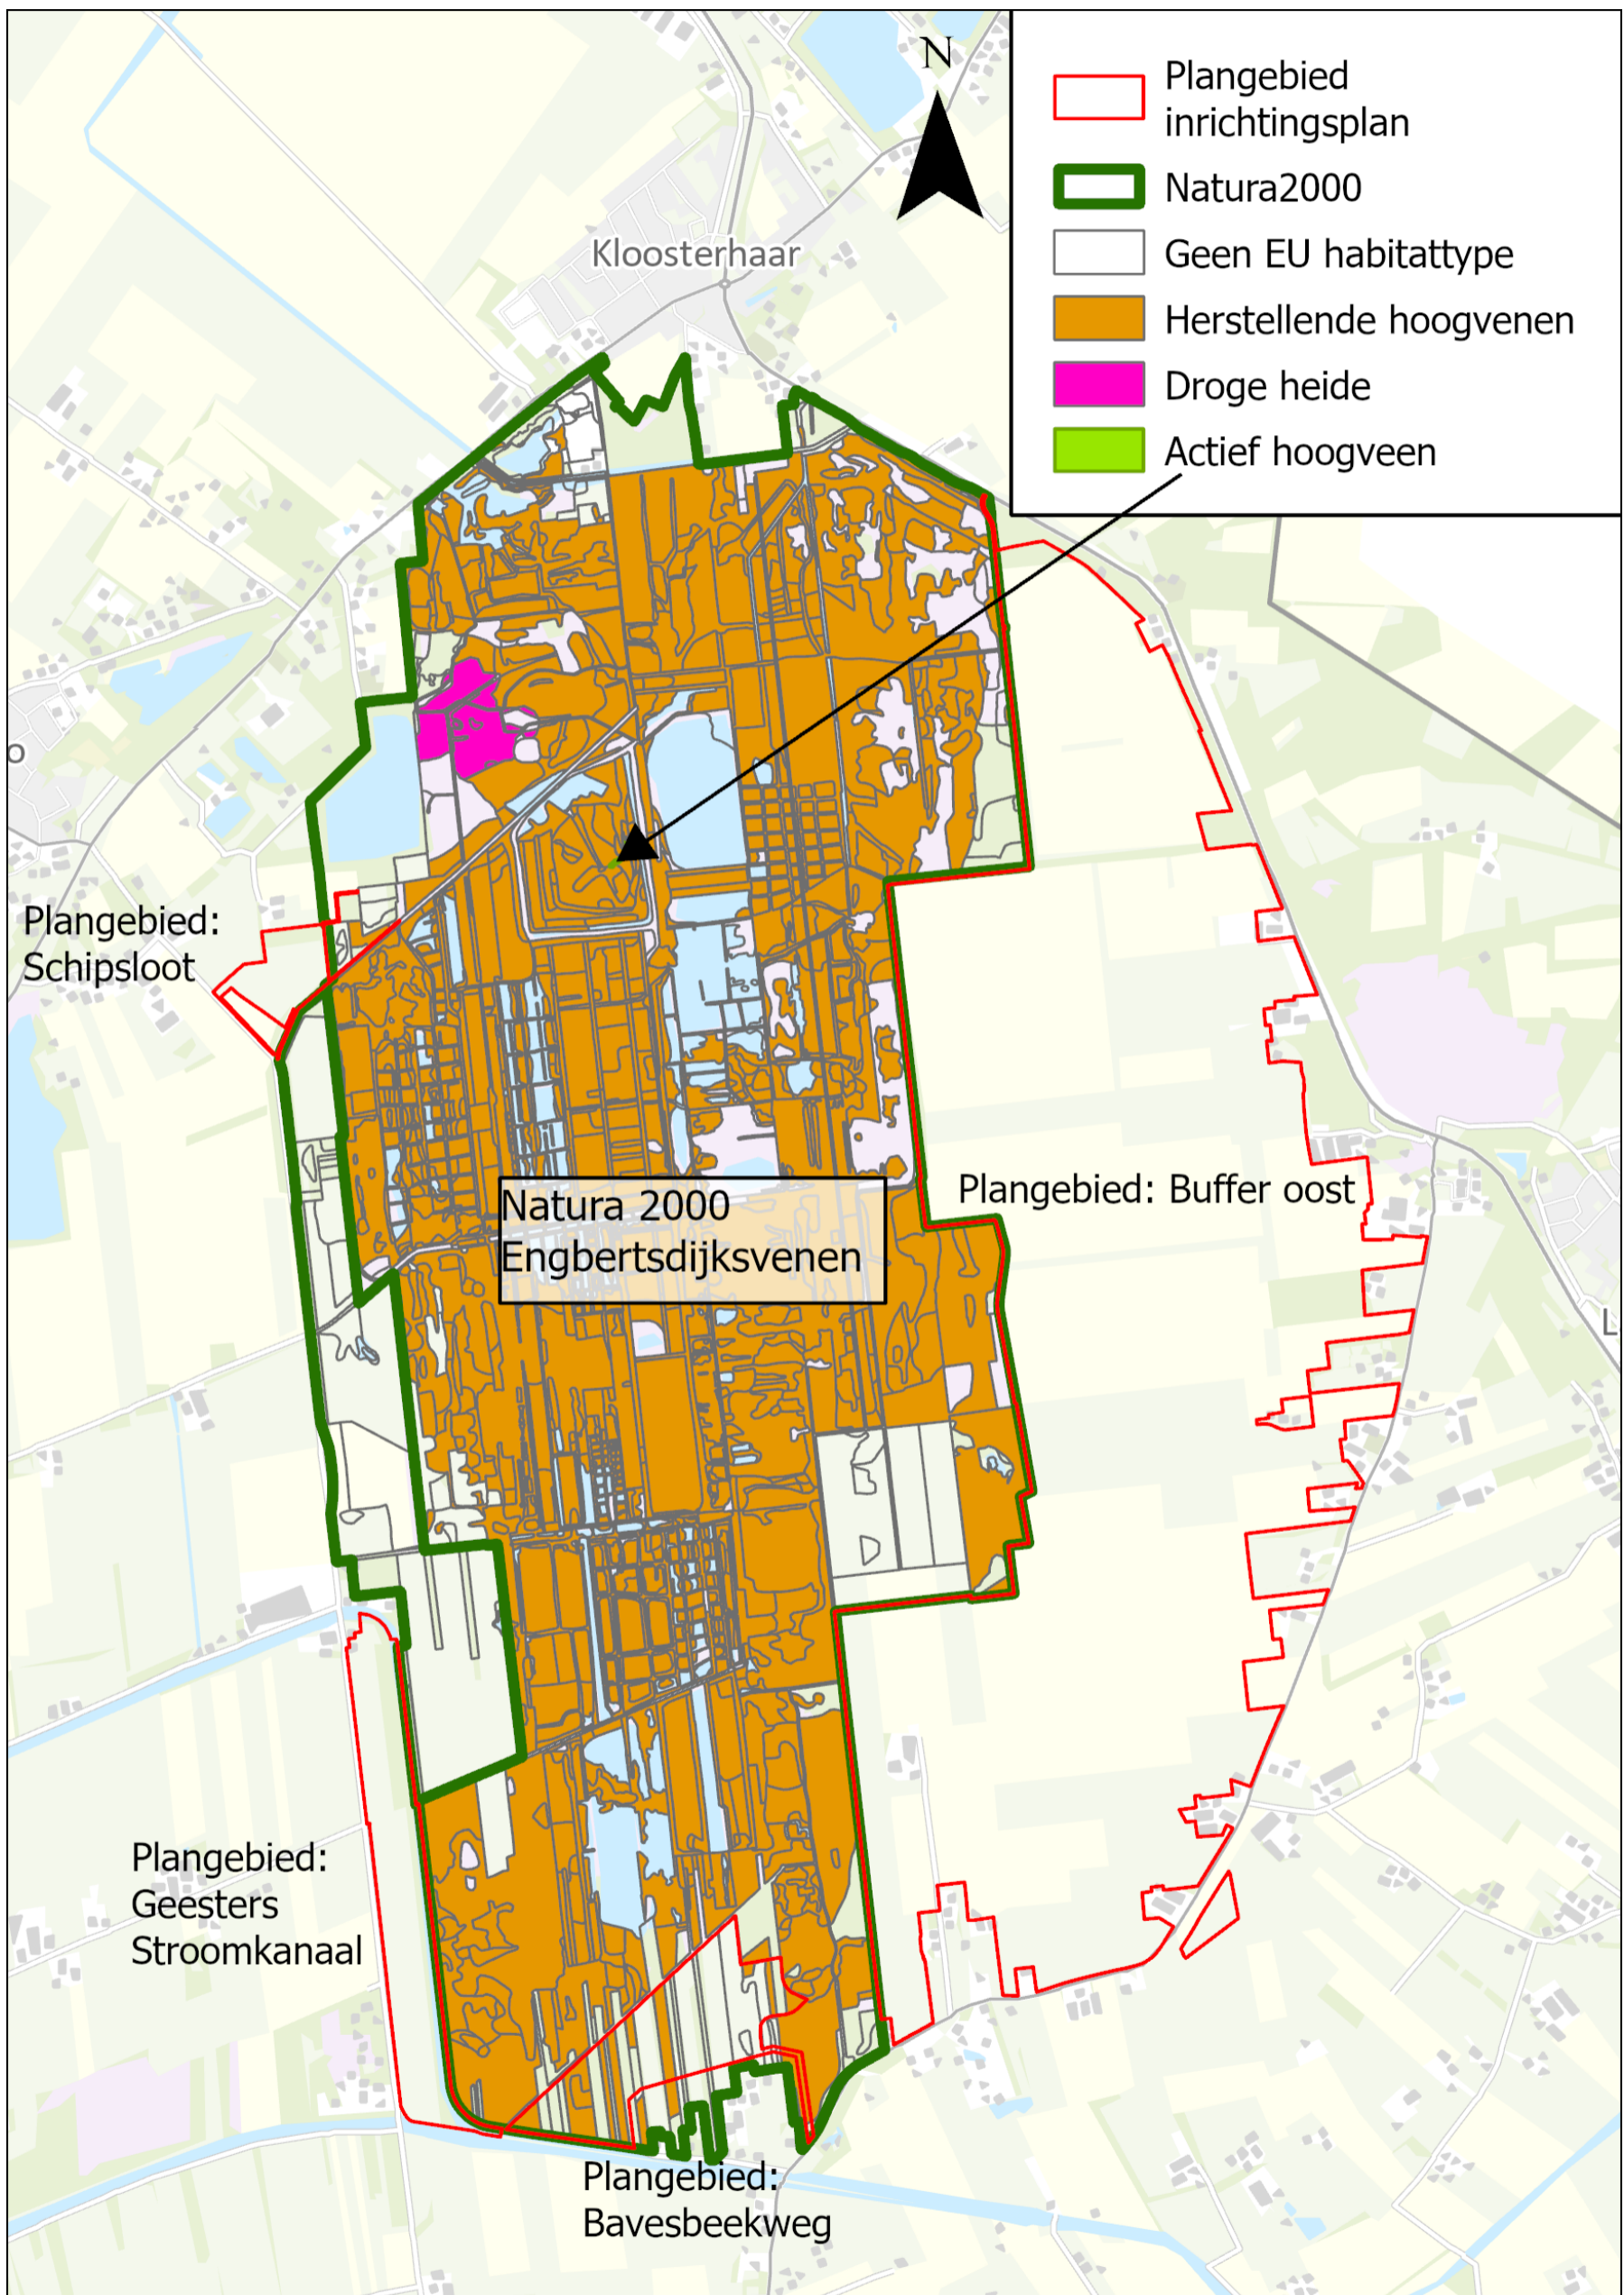 N
Plangebied
inrichtingsplan
Natura2000
Geen EU habitattype
Herstellende hoogvenen
Droge heide
Actief hoogveen
Kloosterhaar
o
Plangebied:
Schipsloot
Plangebied: Buffer oost
Natura 2000
Engbertsdijksvenen
L
Plangebied:
Geesters
Stroomkanaal
Plangebied:
Bavesbeekweg